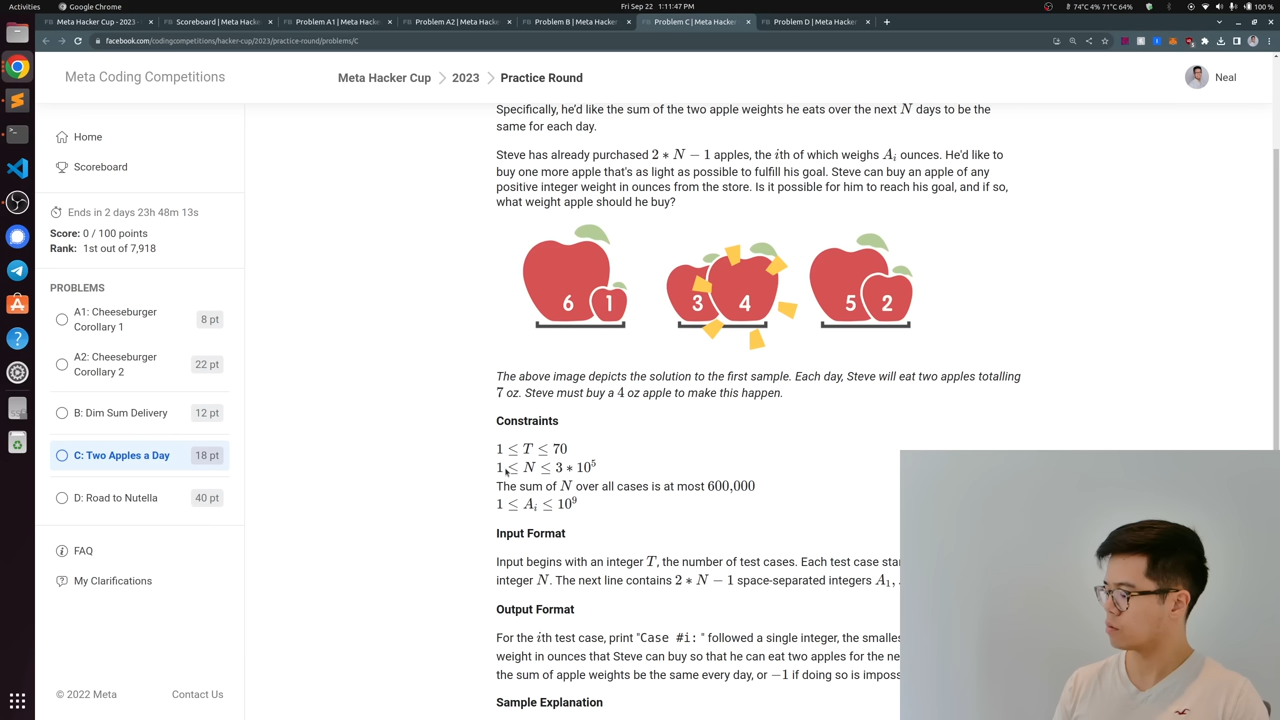 Activities
Google Chrome
Fri Sep 22 1:11:47 PM
74°C 4% 71°C 64%
100 %
Meta Hacker Cup - 2023
Scoreboard | Meta Hacker
Problem A1 | Meta Hacker
Problem A2 | Meta Hacker
Problem B | Meta Hacker
Problem C | Meta Hacker
Problem D | Meta Hacker
facebook.com/codingcompetitions/hacker-cup/2023/practice-round/problems/C
Meta Coding Competitions
Meta Hacker Cup
2023
Practice Round
Neal
Home
Scoreboard
Ends in 2 days 23h 48m 13s
Score: 0 / 100 points
Rank: 1st out of 7,918
PROBLEMS
A1: Cheeseburger Corollary 1
8 pt
A2: Cheeseburger Corollary 2
22 pt
B: Dim Sum Delivery
12 pt
C: Two Apples a Day
18 pt
D: Road to Nutella
40 pt
FAQ
My Clarifications
© 2022 Meta
Contact Us
Specifically, he'd like the sum of the two apple weights he eats over the next N days to be the
same for each day.
Steve has already purchased 2 * N − 1 apples, the ith of which weighs A_i ounces. He'd like to
buy one more apple that's as light as possible to fulfill his goal. Steve can buy an apple of any
positive integer weight in ounces from the store. Is it possible for him to reach his goal, and if so,
what weight apple should he buy?
6 1 3 4 5 2
The above image depicts the solution to the first sample. Each day, Steve will eat two apples totalling
7 oz. Steve must buy a 4 oz apple to make this happen.
Constraints
1 ≤ T ≤ 70
1 ≤ N ≤ 3 * 10^5
The sum of N over all cases is at most 600,000
1 ≤ A_i ≤ 10^9
Input Format
Input begins with an integer T, the number of test cases. Each test case
integer N. The next line contains 2 * N − 1 space-separated integers A_1,
Output Format
For the ith test case, print "Case #i: " followed a single integer, the
weight in ounces that Steve can buy so that he can eat two apples for the
the sum of apple weights be the same every day, or −1 if doing so is
Sample Explanation